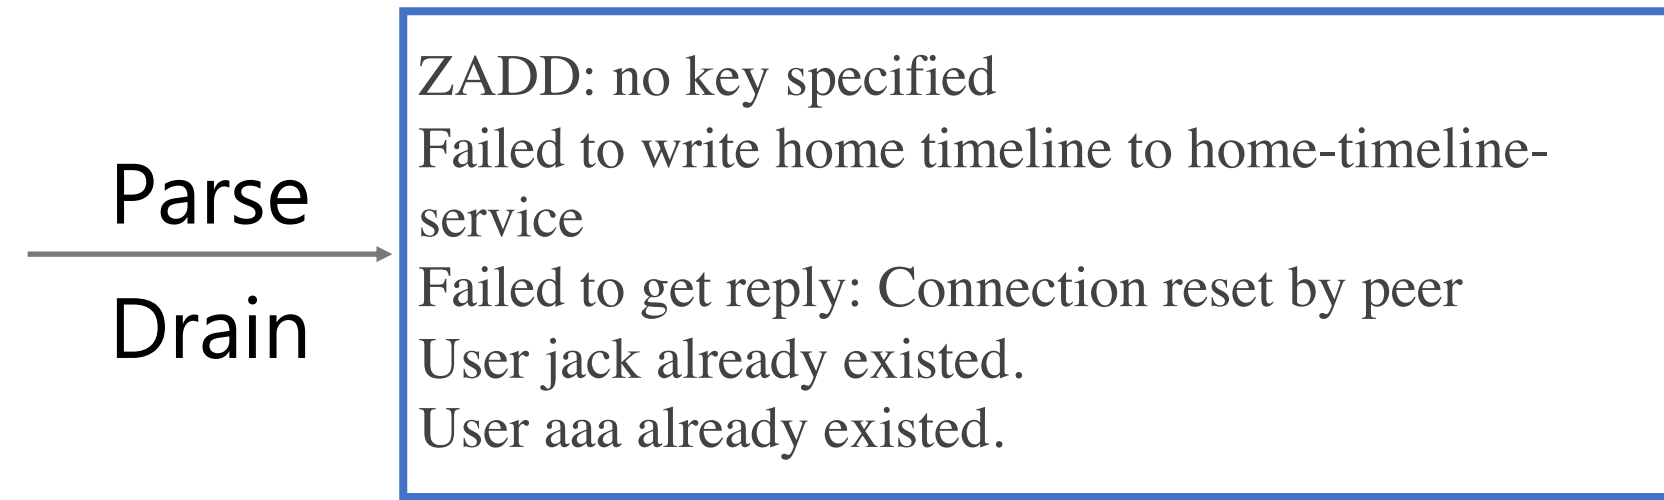 Parse
Drain
ZADD: no key specified
Failed to write home timeline to home-timeline-
service
Failed to get reply: Connection reset by peer
User jack already existed.
User aaa already existed.